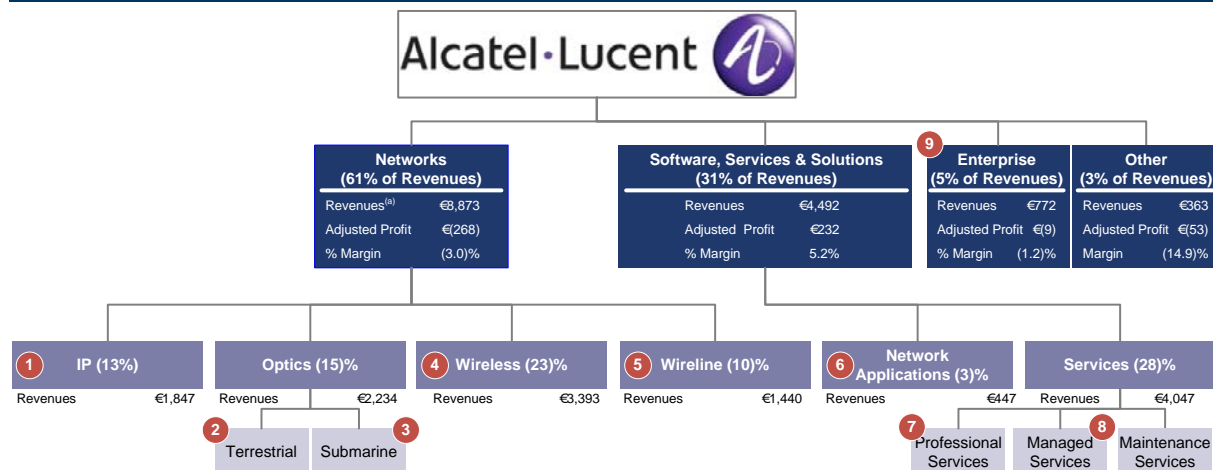 Alcatel·Lucent
Networks
(61% of Revenues)
Revenues(a) €8,873
Adjusted Profit €(268)
% Margin (3.0)%
Software, Services & Solutions
(31% of Revenues)
Revenues €4,492
Adjusted Profit €232
% Margin 5.2%
9
Enterprise
(5% of Revenues)
Revenues €772
Adjusted Profit €(9)
% Margin (1.2)%
Other
(3% of Revenues)
Revenues €363
Adjusted Profit €(53)
Margin (14.9)%
1 IP (13%)
Revenues €1,847
Optics (15)%
Revenues €2,234
4 Wireless (23)%
Revenues €3,393
5 Wireline (10)%
Revenues €1,440
6 Network
Applications (3)%
Revenues €447
Services (28)%
Revenues €4,047
2
Terrestrial
3
Submarine
7
Professional
Services
Managed
Services
8
Maintenance
Services